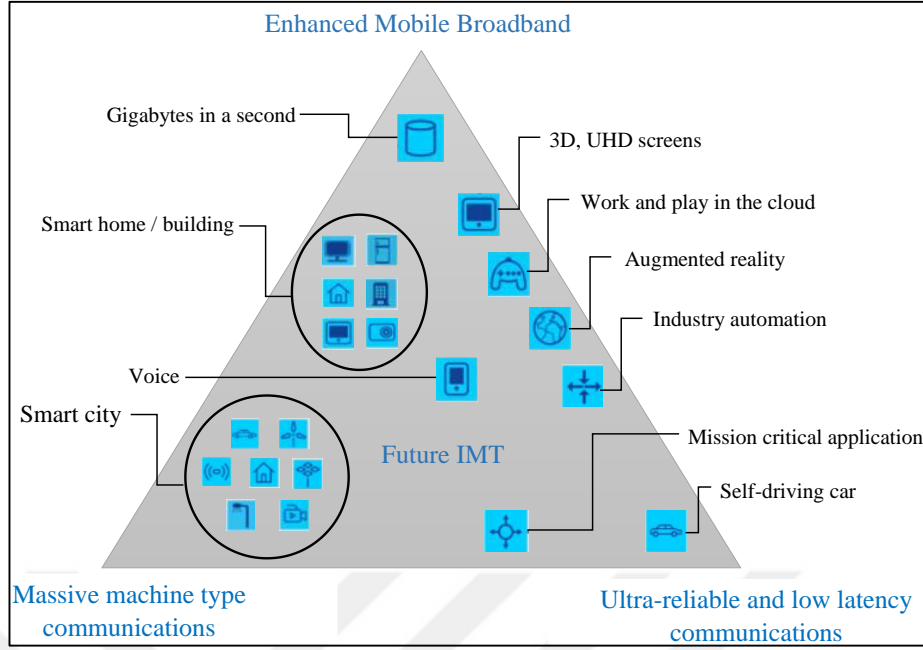 Enhanced Mobile Broadband
Gigabytes in a second
3D, UHD screens
Work and play in the cloud
Smart home / building
Augmented reality
Industry automation
Voice
Smart city
Mission critical application
Future IMT
Self-driving car
Massive machine type
communications
Ultra-reliable and low latency
communications